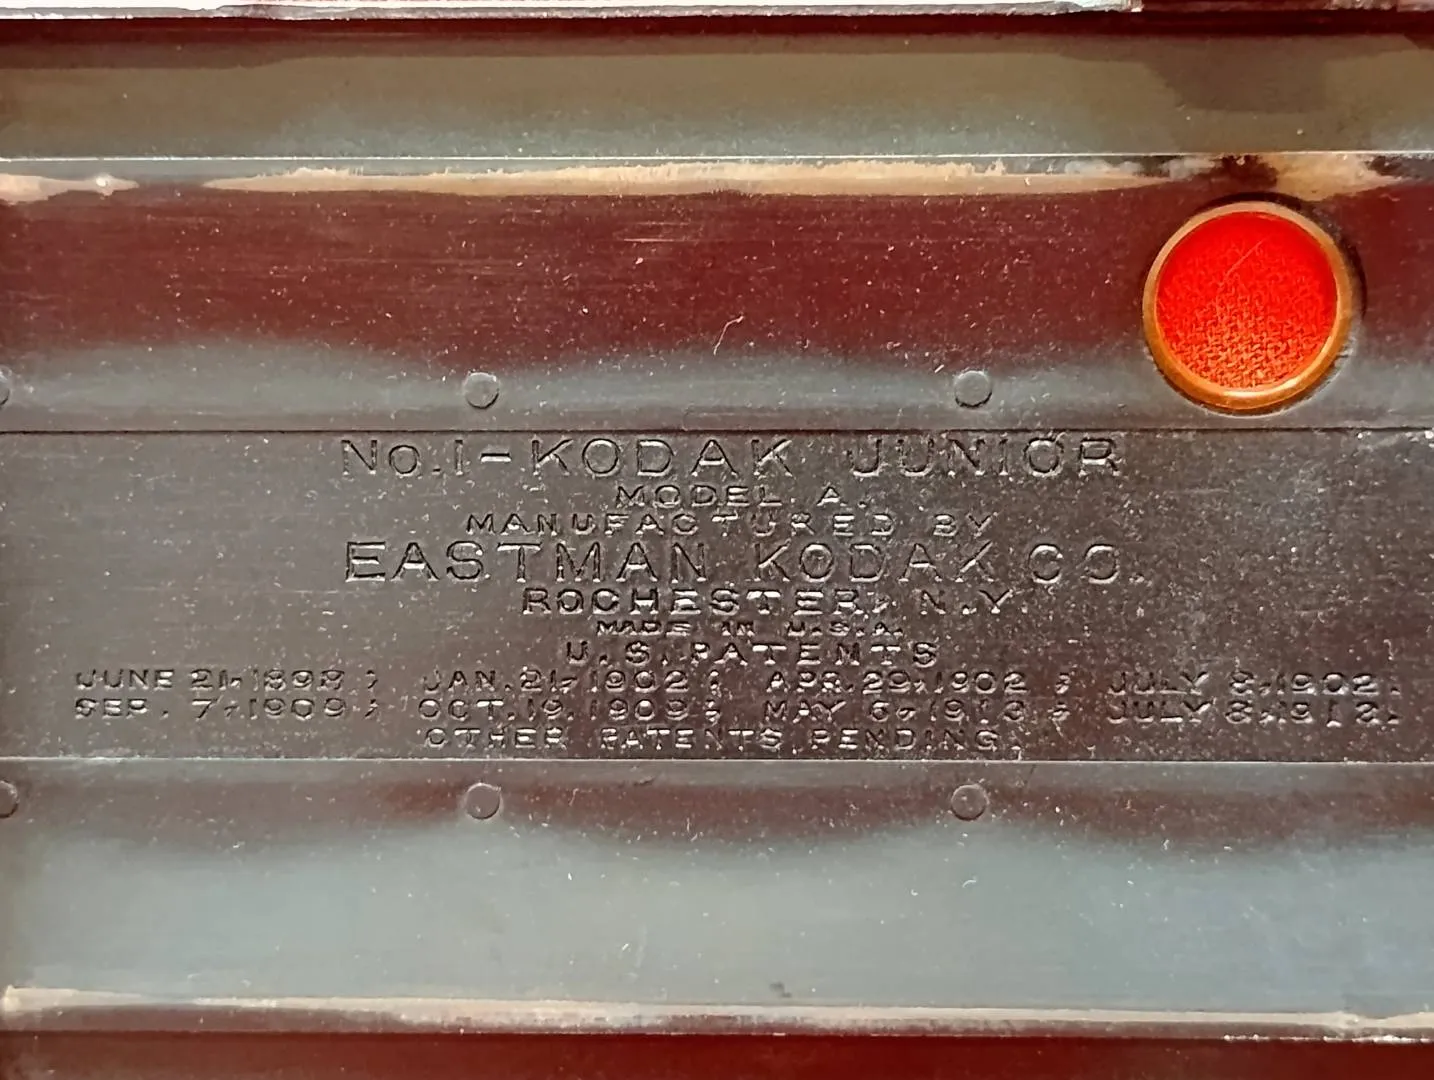 No.1-KODAK JUNIOR
MODEL A.
MANUFACTURED BY
EASTMAN KODAK CO.
ROCHESTER, N.Y.
MADE IN U.S.A.
U.S. PATENTS
JUNE 21, 1898; JAN. 21, 1902; APR. 29, 1902; JULY 8, 1902.
SEP. 7, 1909; OCT. 19, 1909; MAY 6, 1913; JULY 8, 1913.
OTHER PATENTS PENDING.